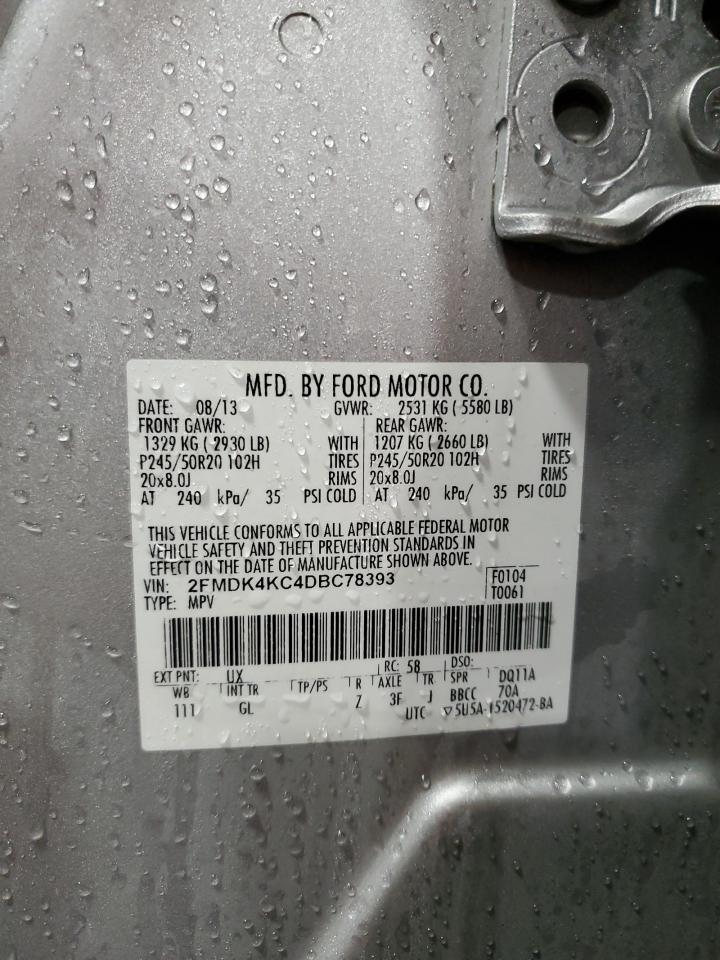 MFD. BY FORD MOTOR CO.
DATE: 08/13 GVWR: 2531 KG ( 5580 LB)
FRONT GAWR: REAR GAWR:
1329 KG ( 2930 LB) WITH 1207 KG ( 2660 LB) WITH
P245/50R20 102H TIRES P245/50R20 102H TIRES
20x8.0J RIMS 20x8.0J RIMS
AT 240 kPa/ 35 PSI COLD AT 240 kPa/ 35 PSI COLD
THIS VEHICLE CONFORMS TO ALL APPLICABLE FEDERAL MOTOR
VEHICLE SAFETY AND THEFT PREVENTION STANDARDS IN
EFFECT ON THE DATE OF MANUFACTURE SHOWN ABOVE.
VIN: 2FMDK4KC4DBC78393 F0104
TYPE: MPV T0061
EXT PNT: UX RC: 58 DSO:
WB INT TR TP/PS R AXLE TR SPR DQ11A
111 GL Z 3F J BBCC 70A
UTC ▽5U5A-1520472-BA